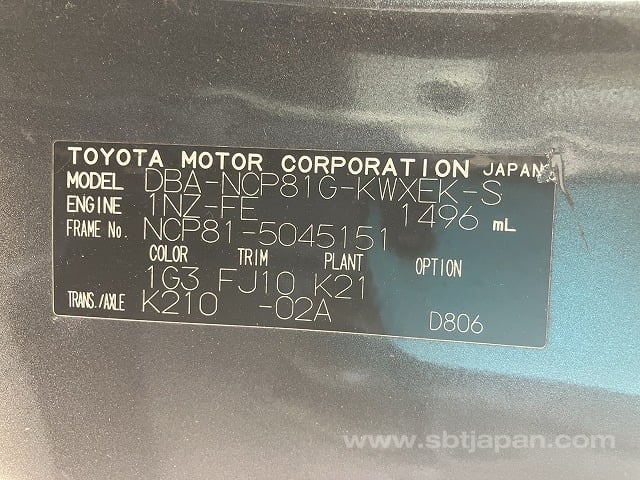 TOYOTA MOTOR CORPORATION JAPAN
MODEL DBA-NCP81G-KWXEK-S
ENGINE 1NZ-FE 1496 mL
FRAME No. NCP81-5045151
COLOR TRIM PLANT OPTION
1G3 FJ10 K21
TRANS./AXLE K210 -02A D806
www.sbtjapan.com